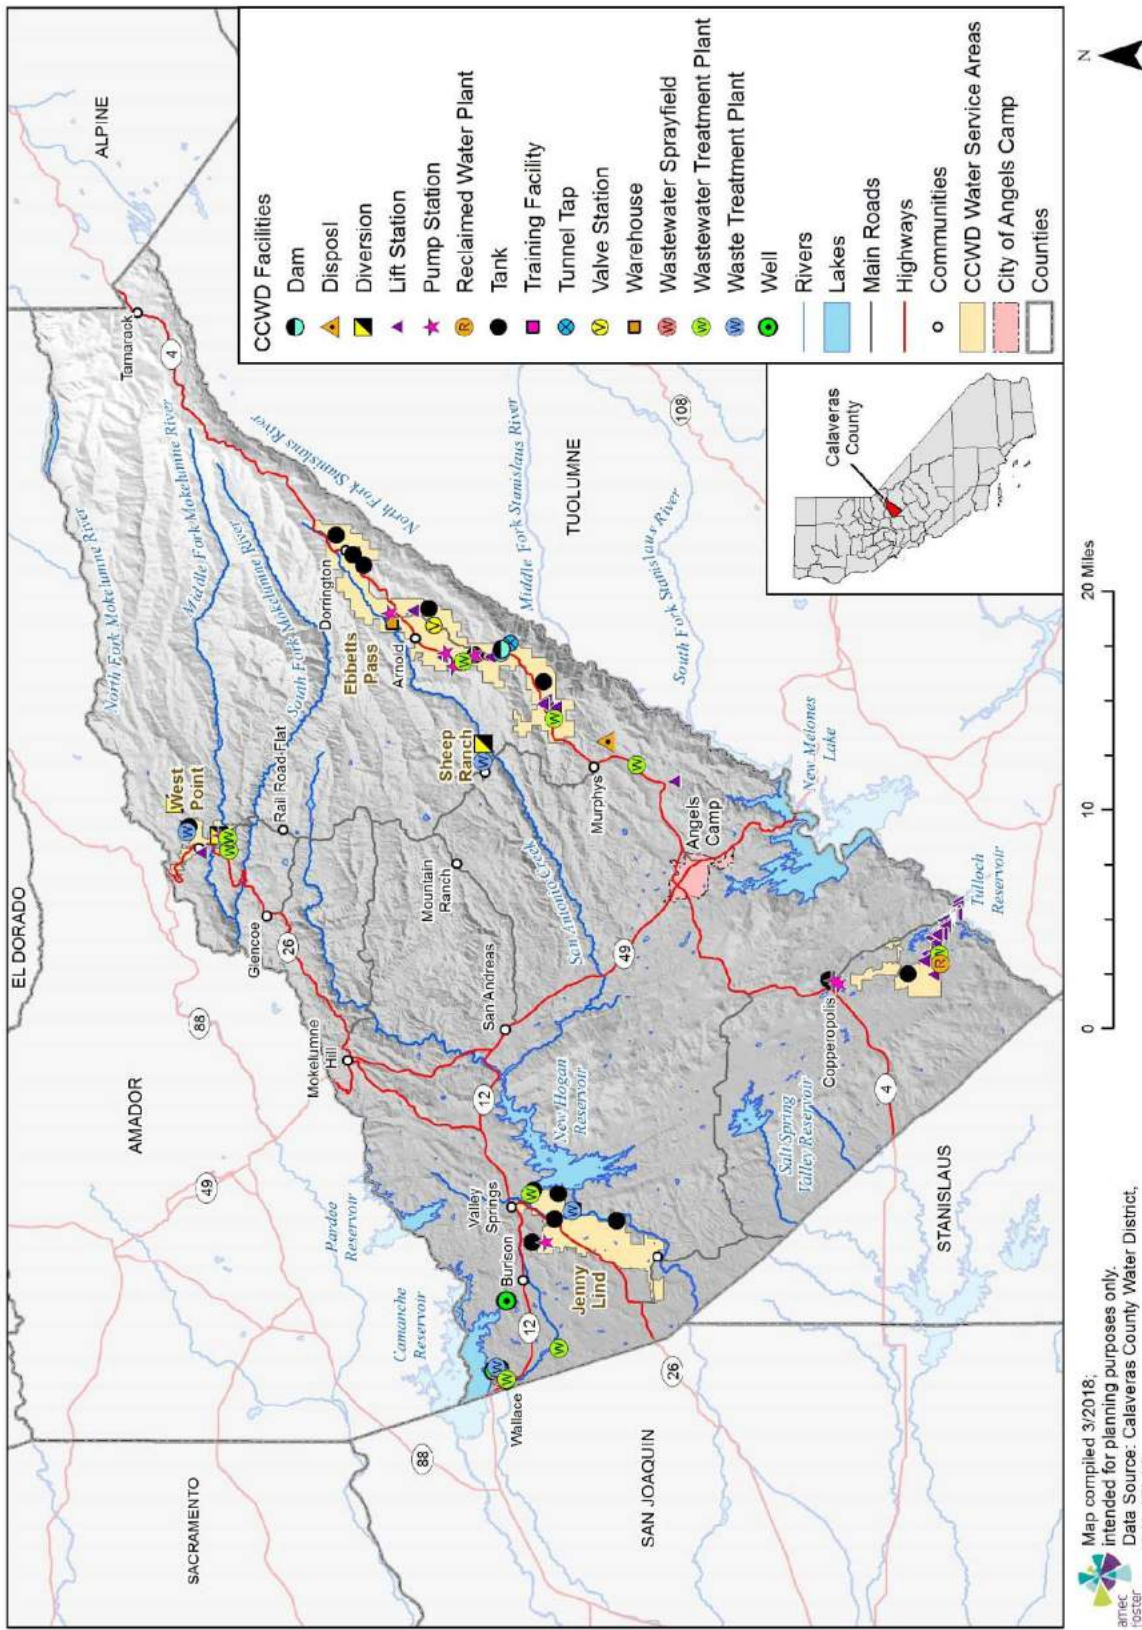 EL DORADO
ALPINE
AMADOR
SACRAMENTO
SAN JOAQUIN
STANISLAUS
TUOLUMNE
Tamarack
4
North Fork Mokelumne River
Middle Fork Mokelumne River
South Fork Mokelumne River
North Fork Stanislaus River
Middle Fork Stanislaus River
South Fork Stanislaus River
108
88
West
Point
Rail Road Flat
Glencoe
26
Dorrington
Ebbetts
Pass
Arnold
Sheep
Ranch
Mountain
Ranch
San Antonio Creek
Murphys
Mokelumne
Hill
San Andreas
49
Angels
Camp
New Melones
Lake
Tulloch
Reservoir
49
Pardee
Reservoir
Camanche
Reservoir
12
Valley
Springs
New Hogan
Reservoir
Burson
12
Wallace
Jenny
Lind
Salt Spring
Valley Reservoir
Copperopolis
4
26
88
CCWD Facilities
Dam
Disposl
Diversion
Lift Station
Pump Station
R Reclaimed Water Plant
Tank
Training Facility
Tunnel Tap
V Valve Station
Warehouse
W Wastewater Sprayfield
W Wastewater Treatment Plant
W Waste Treatment Plant
Well
Rivers
Lakes
Main Roads
Highways
Communities
CCWD Water Service Areas
City of Angels Camp
Counties
Calaveras
County
N
0 10 20 Miles
Map compiled 3/2018;
intended for planning purposes only.
Data Source: Calaveras County Water District,
amec
foster